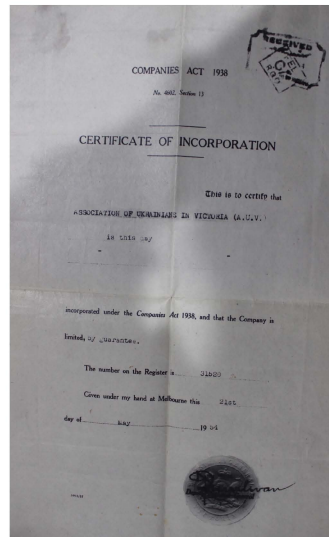 RECEIVED
COMPANIES ACT 1938
No. 4602, Section 13
CERTIFICATE OF INCORPORATION
This is to certify that
ASSOCIATION OF UKRAINIANS IN VICTORIA (A.U.V.)
is this day
incorporated under the Companies Act 1938, and that the Company is
limited, by guarantee.
The number on the Register is
Given under my hand at Melbourne this 21st
day of May 1954